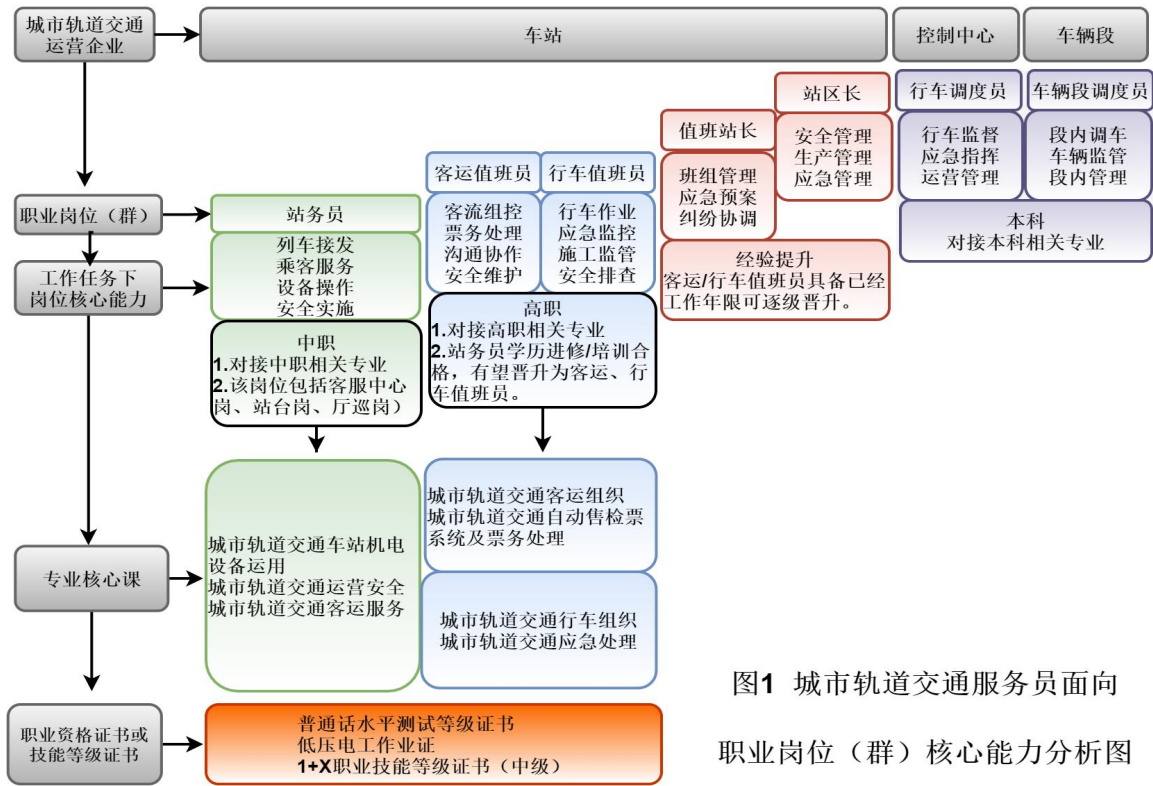 城市轨道交通
运营企业
车站
控制中心
车辆段
站区长
安全管理
生产管理
应急管理
行车调度员
行车监督
应急指挥
运营管理
车辆段调度员
段内调车
车辆监管
段内管理
值班站长
班组管理
应急预案
纠纷协调
客运值班员
客流组控
票务处理
沟通协作
安全维护
行车值班员
行车作业
应急监控
施工监管
安全排查
职业岗位（群）
站务员
本科
对接本科相关专业
工作任务下
岗位核心能力
列车接发
乘客服务
设备操作
安全实施
经验提升
客运/行车值班员具备已经
工作年限可逐级晋升。
中职
1.对接中职相关专业
2.该岗位包括客服中心
岗、站台岗、厅巡岗）
高职
1.对接高职相关专业
2.站务员学历进修/培训合
格，有望晋升为客运、行
车值班员。
专业核心课
城市轨道交通车站机电
设备运用
城市轨道交通运营安全
城市轨道交通客运服务
城市轨道交通客运组织
城市轨道交通自动售检票
系统及票务处理
城市轨道交通行车组织
城市轨道交通应急处理
职业资格证书或
技能等级证书
普通话水平测试等级证书
低压电工作业证
1+X职业技能等级证书（中级）
图1 城市轨道交通服务员面向
职业岗位（群）核心能力分析图